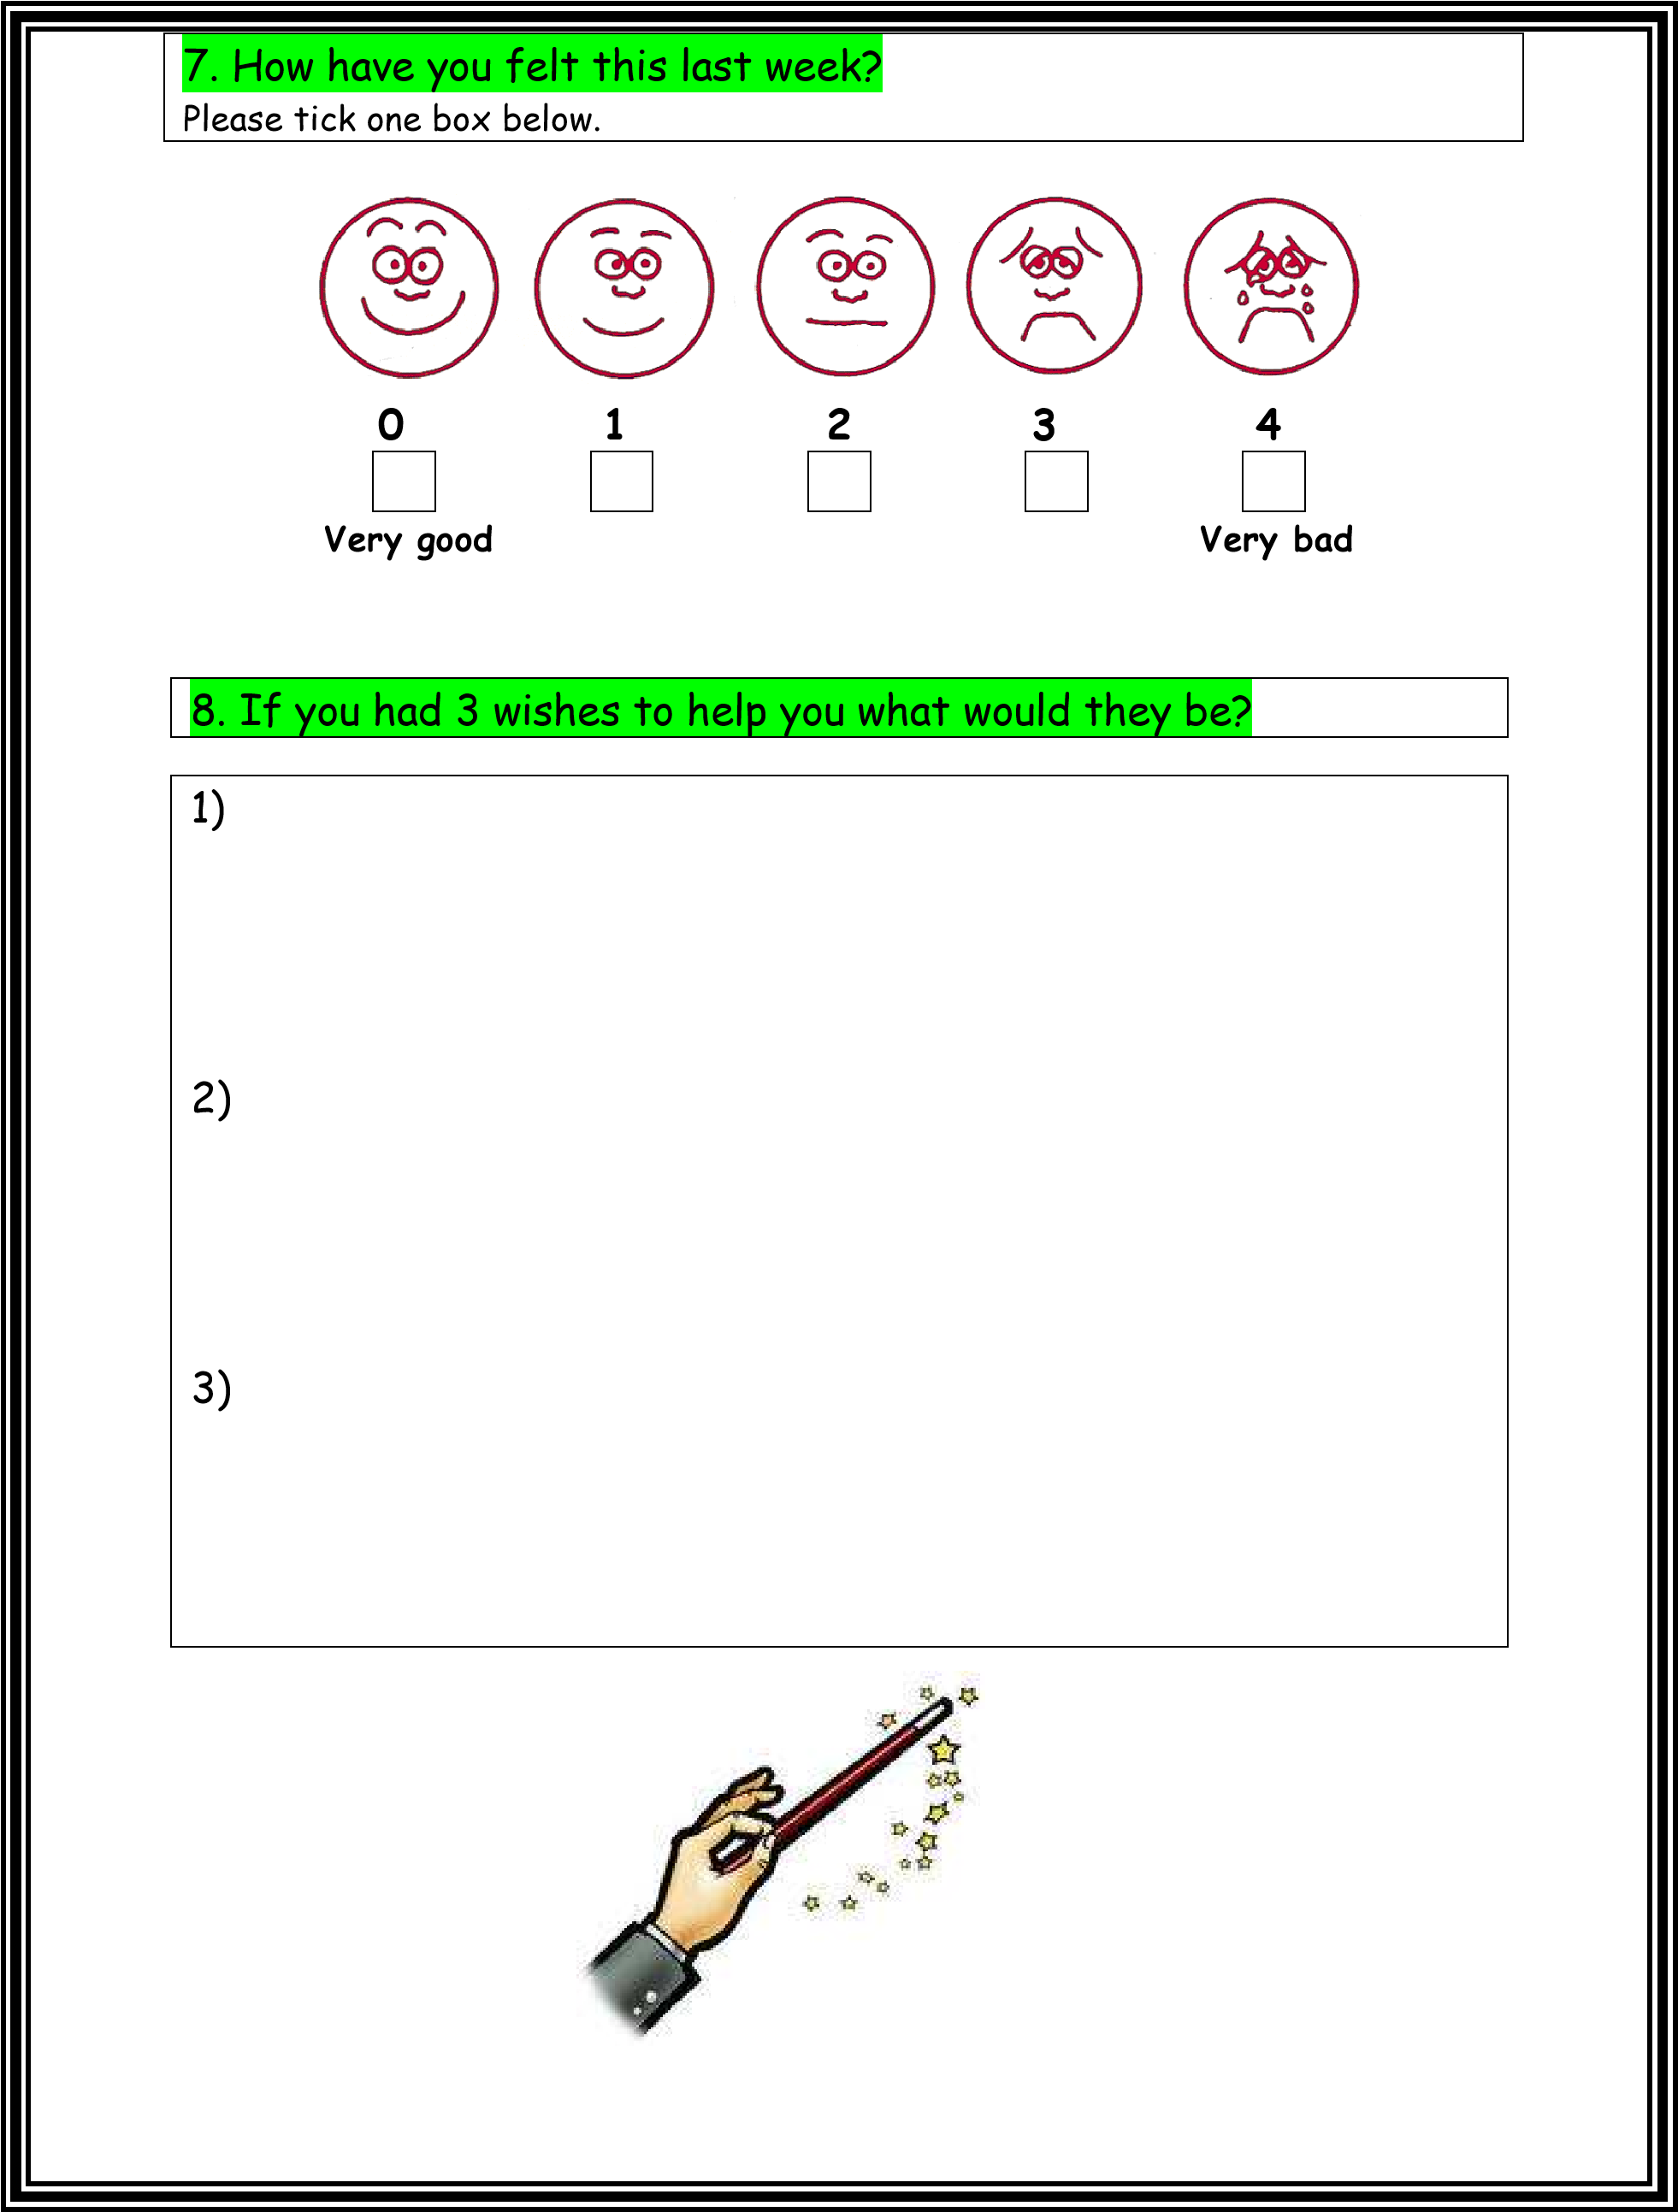 7. How have you felt this last week?
Please tick one box below.
0 1 2 3 4
Very good Very bad
8. If you had 3 wishes to help you what would they be?
1)
2)
3)